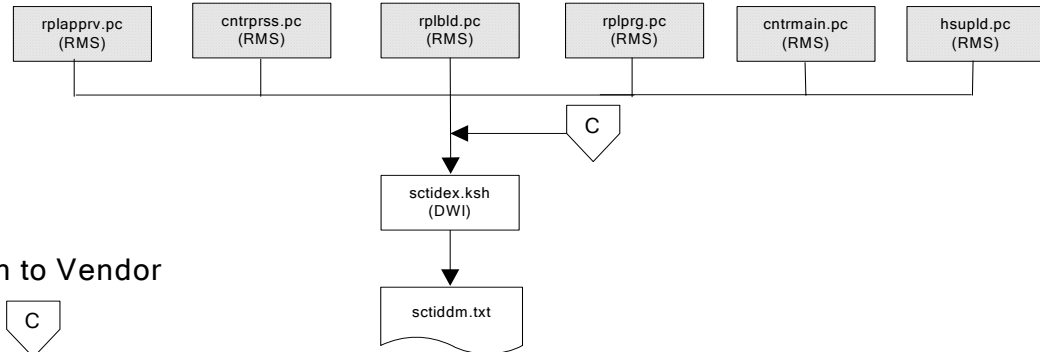 rplapprv.pc
(RMS)
cntrprss.pc
(RMS)
rplbld.pc
(RMS)
rplprg.pc
(RMS)
cntrmain.pc
(RMS)
hsupld.pc
(RMS)
C
sctidex.ksh
(DWI)
to Vendor
C
sctiddm.txt